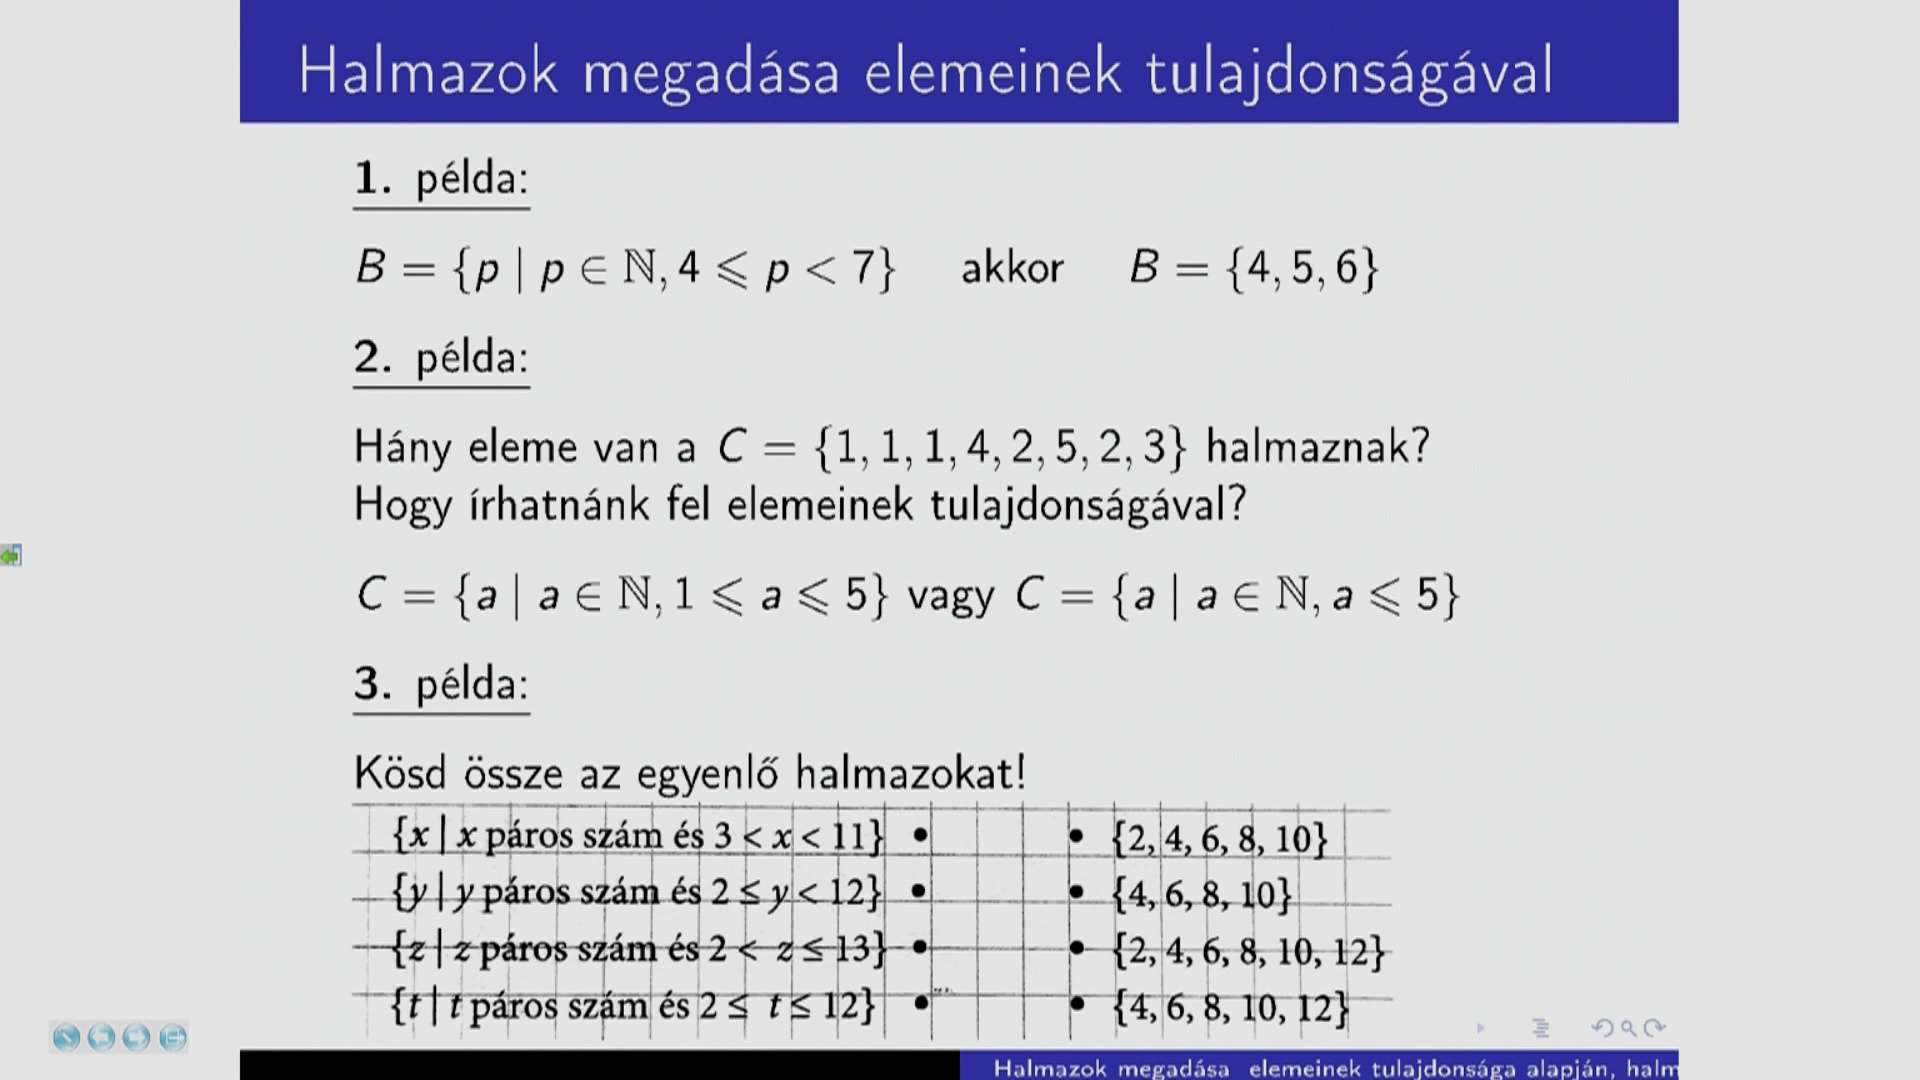 Halmazok megadása elemeinek tulajdonságával
1. példa:
B = {p | p ∈ ℕ, 4 ⩽ p < 7} akkor B = {4, 5, 6}
2. példa:
Hány eleme van a C = {1, 1, 1, 4, 2, 5, 2, 3} halmaznak?
Hogy írhatnánk fel elemeinek tulajdonságával?
C = {a | a ∈ ℕ, 1 ⩽ a ⩽ 5} vagy C = {a | a ∈ ℕ, a ⩽ 5}
3. példa:
Kösd össze az egyenlő halmazokat!
{x | x páros szám és 3 < x < 11} • • {2, 4, 6, 8, 10}
{y | y páros szám és 2 ≤ y < 12} • • {4, 6, 8, 10}
{z | z páros szám és 2 < z ≤ 13} • • {2, 4, 6, 8, 10, 12}
{t | t páros szám és 2 ≤ t ≤ 12} • • {4, 6, 8, 10, 12}
Halmazok megadása elemeinek tulajdonsága alapján, halm